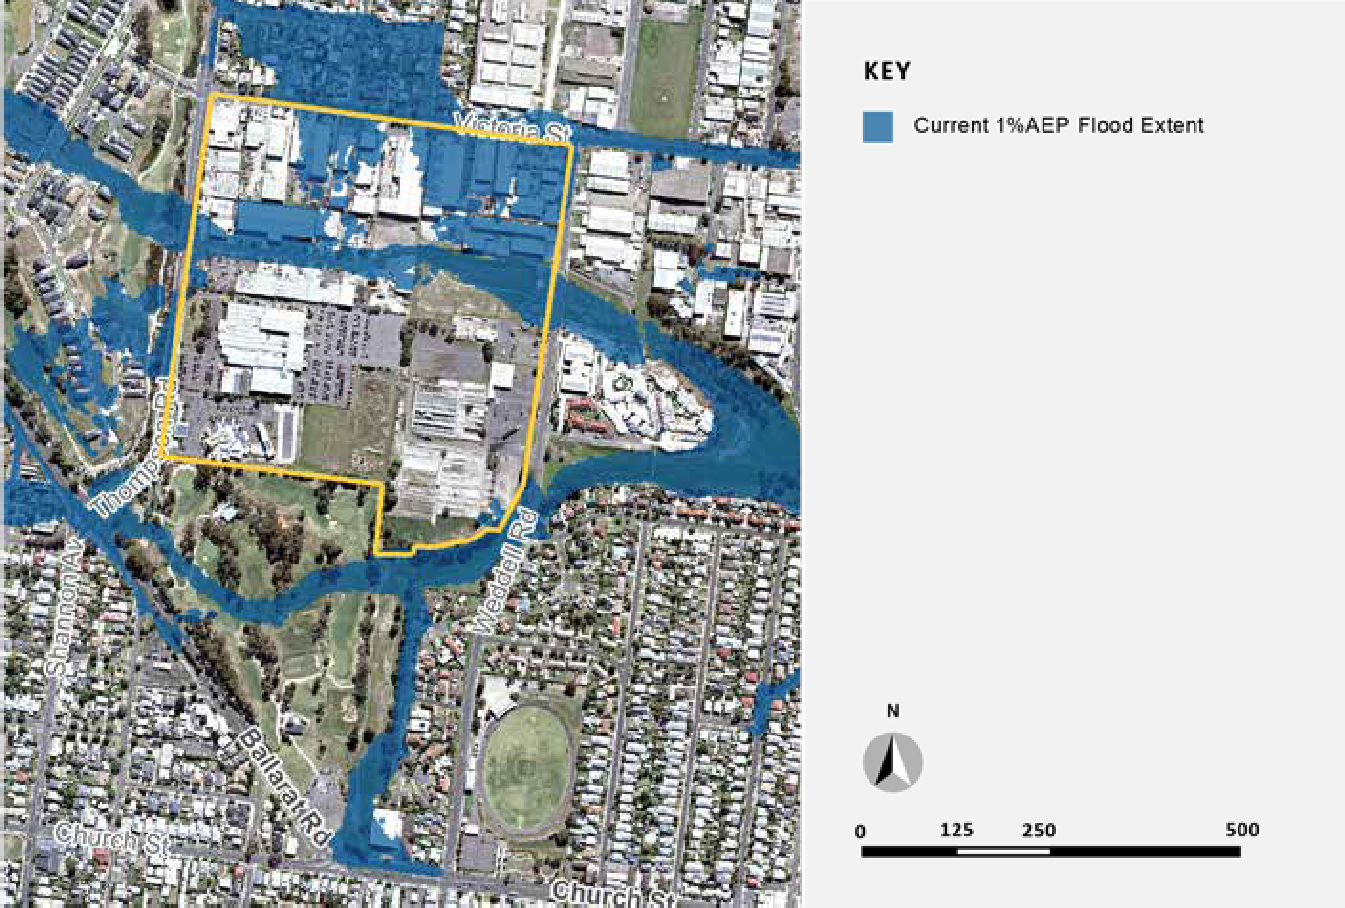 Victoria St
Thompson Rd
Shannon Av
Weddell Rd
Ballarat Rd
Church St
Church St
KEY
Current 1%AEP Flood Extent
N
0 125 250 500